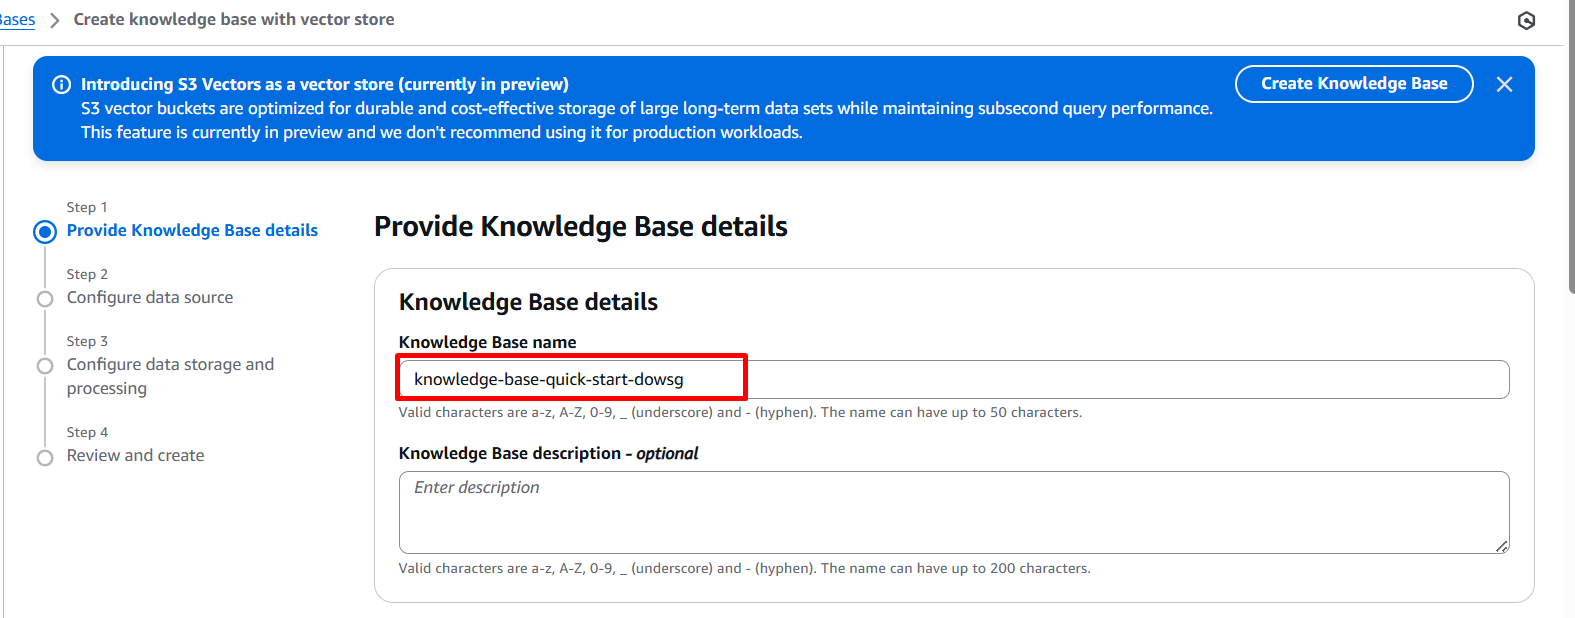 Bases > Create knowledge base with vector store
Introducing S3 Vectors as a vector store (currently in preview)
S3 vector buckets are optimized for durable and cost-effective storage of large long-term data sets while maintaining subsecond query performance.
This feature is currently in preview and we don't recommend using it for production workloads.
Create Knowledge Base
Step 1
Provide Knowledge Base details
Step 2
Configure data source
Step 3
Configure data storage and
processing
Step 4
Review and create
Provide Knowledge Base details
Knowledge Base details
Knowledge Base name
knowledge-base-quick-start-dowsg
Valid characters are a-z, A-Z, 0-9, _ (underscore) and - (hyphen). The name can have up to 50 characters.
Knowledge Base description - optional
Enter description
Valid characters are a-z, A-Z, 0-9, _ (underscore) and - (hyphen). The name can have up to 200 characters.